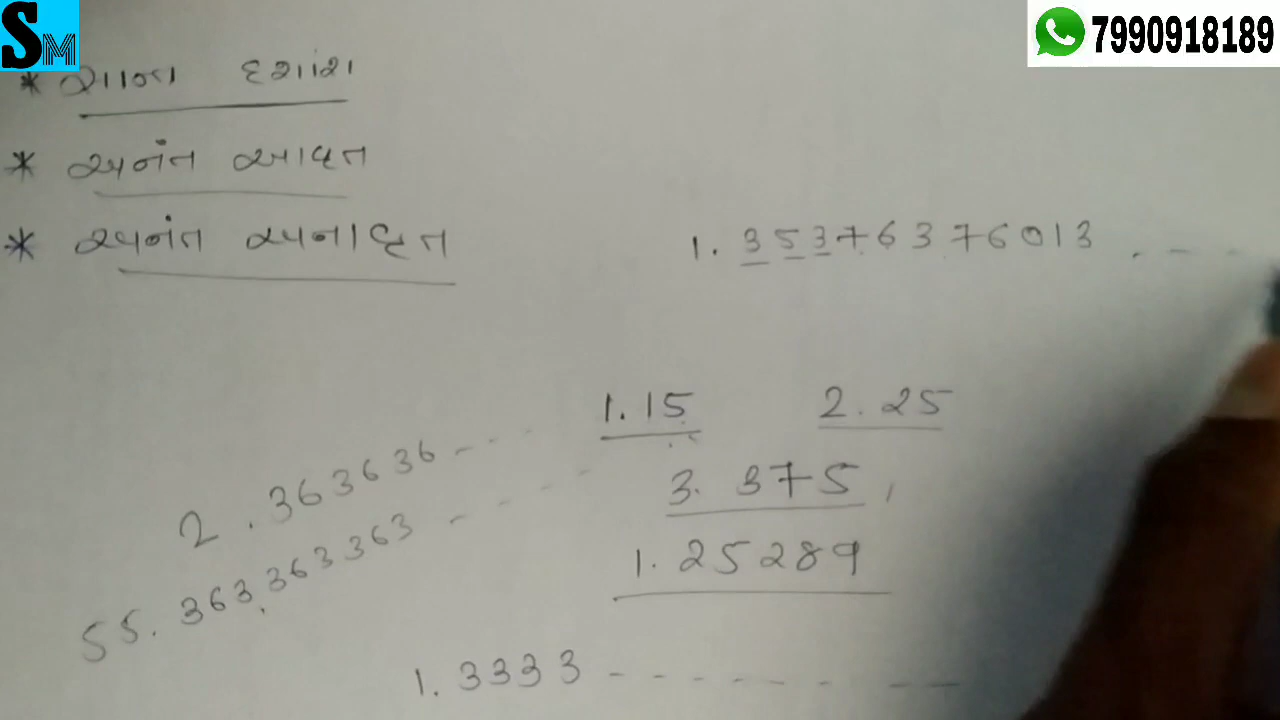 SM
7990918189
* સાન્ત દશાંશ
* અનંત આવૃત
* અનંત અનાવૃત
1.35376376013 . - -
1.15
2.25
3.375,
1.25289
2.363636 - - - -
55.363363363 - - - -
1.3333 - - - - - - - -